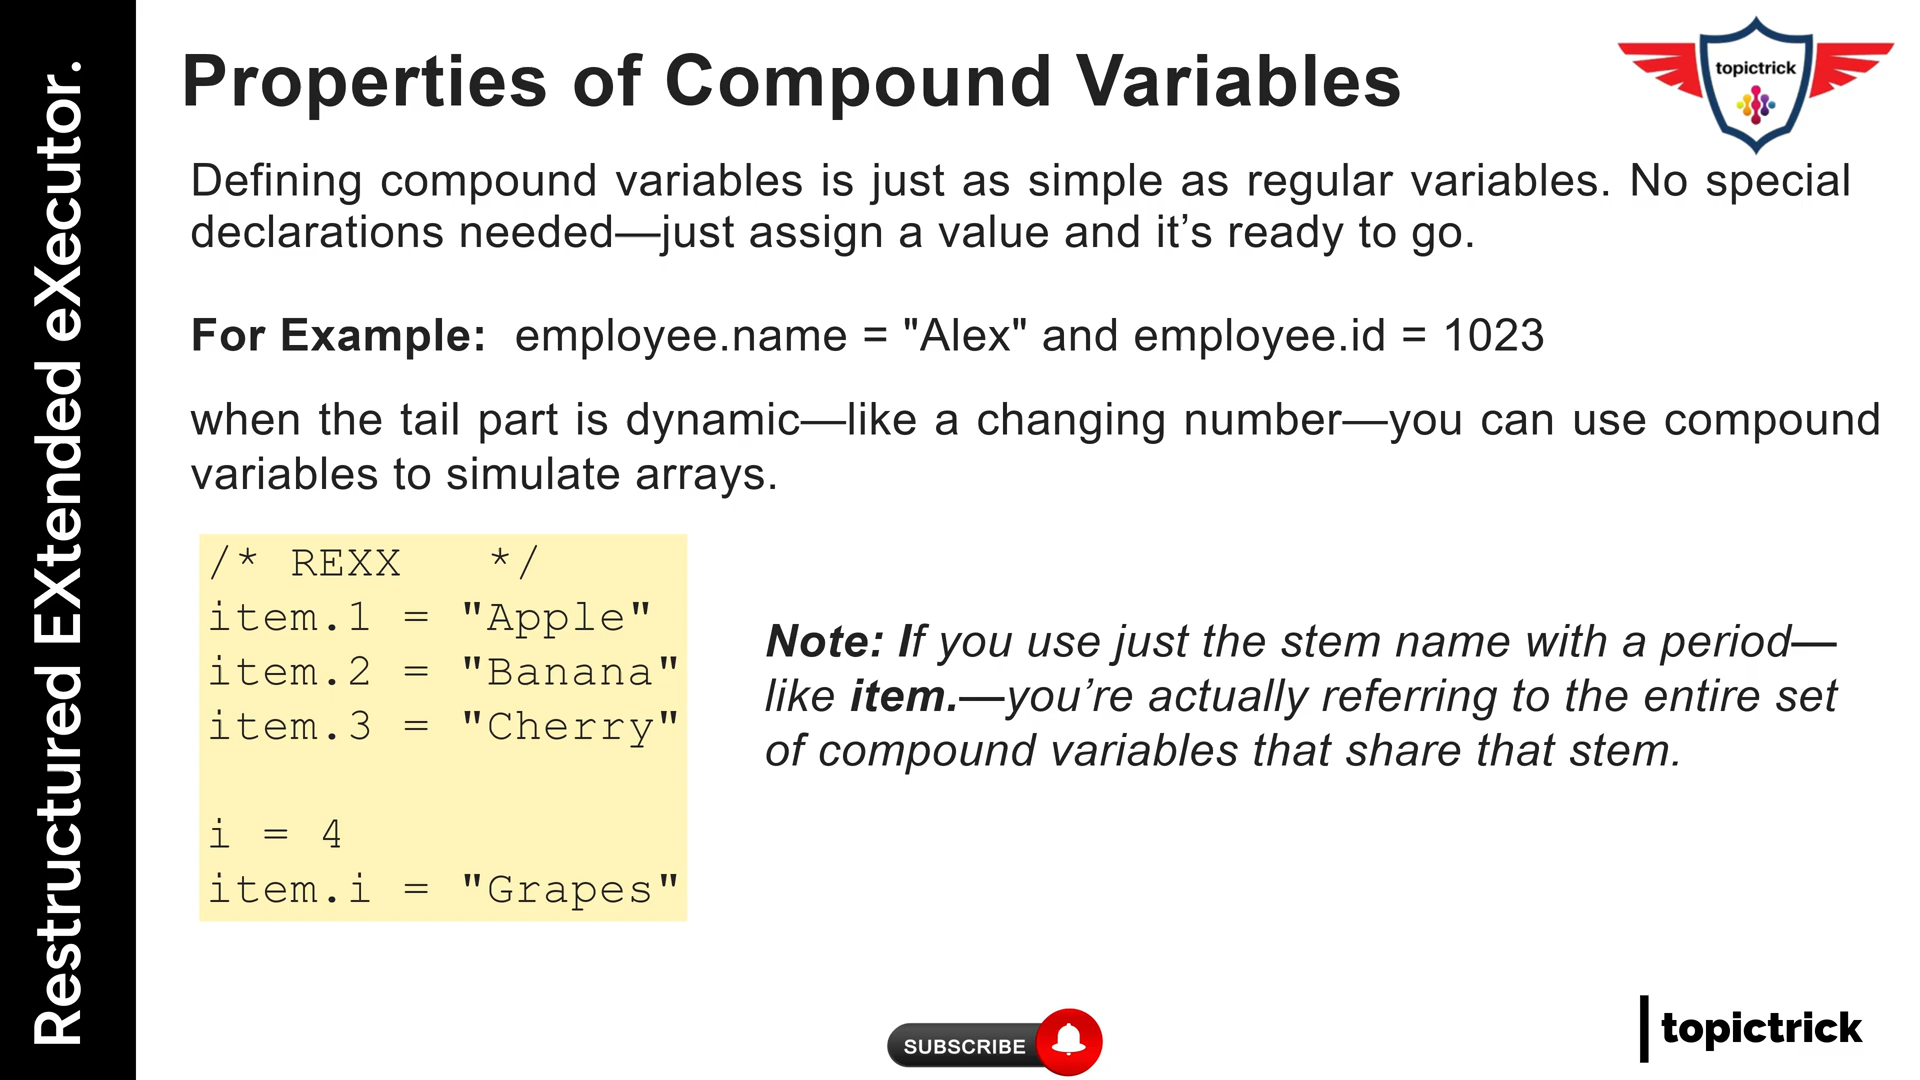 Restructured EXtended eXecutor.
Properties of Compound Variables
topictrick
Defining compound variables is just as simple as regular variables. No special
declarations needed—just assign a value and it’s ready to go.
For Example: employee.name = "Alex" and employee.id = 1023
when the tail part is dynamic—like a changing number—you can use compound
variables to simulate arrays.
/* REXX   */
item.1 = "Apple"
item.2 = "Banana"
item.3 = "Cherry"
i = 4
item.i = "Grapes"
Note: If you use just the stem name with a period—
like item.—you’re actually referring to the entire set
of compound variables that share that stem.
SUBSCRIBE
topictrick